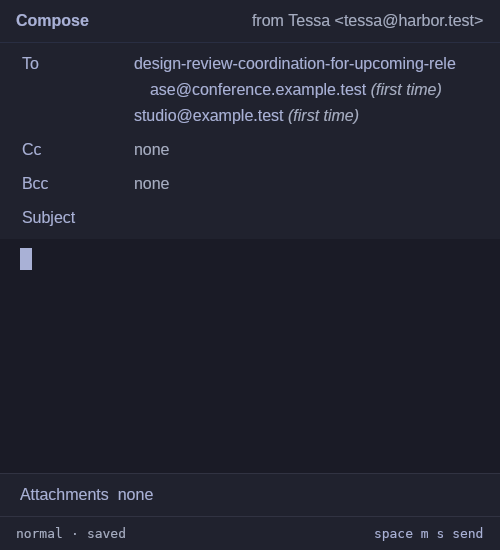 Compose from Tessa <tessa@harbor.test>
To design-review-coordination-for-upcoming-rele
ase@conference.example.test (first time)
studio@example.test (first time)
Cc none
Bcc none
Subject
Attachments none
normal · saved space m s send